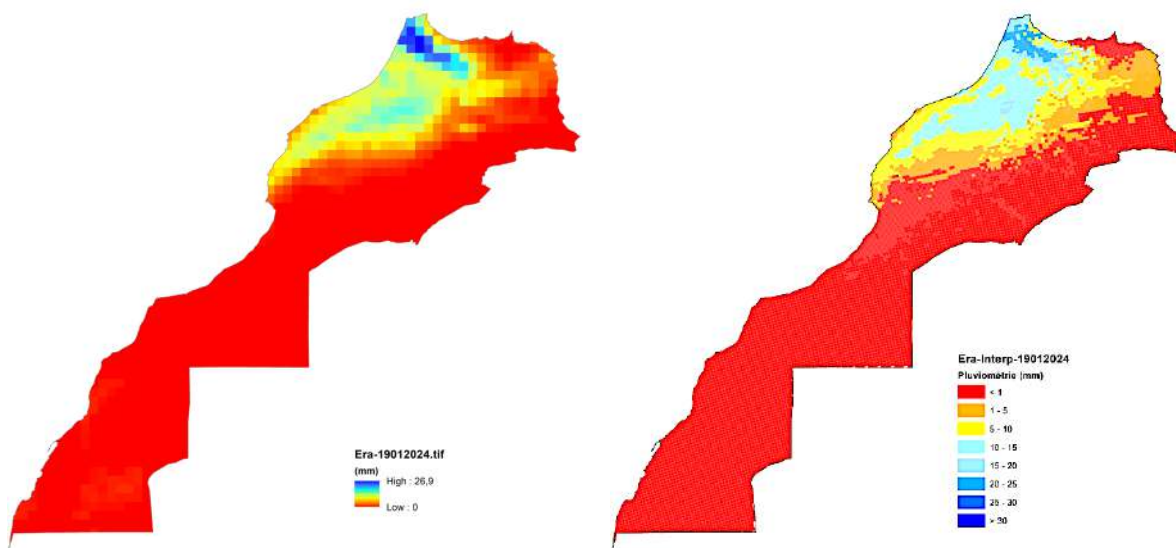 Era-19012024.tif
(mm)
High : 26,9
Low : 0
Era-Interp-19012024
Pluviométrie (mm)
< 1
1 - 5
5 - 10
10 - 15
15 - 20
20 - 25
25 - 30
> 30